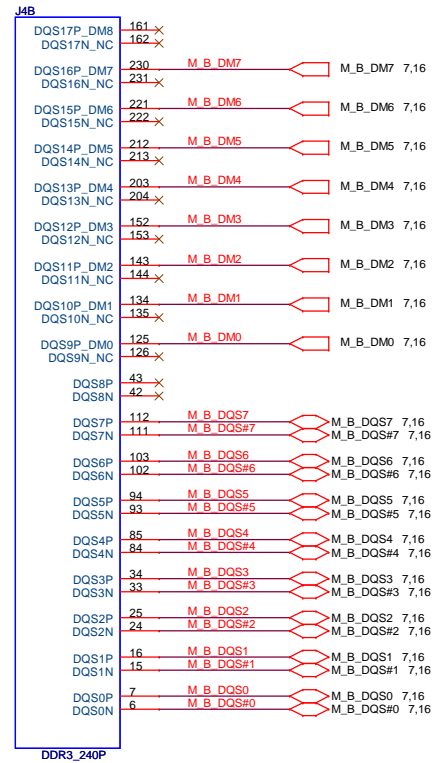 J4B
DQS17P_DM8 161
DQS17N_NC 162
DQS16P_DM7 230 M_B_DM7 M_B_DM7 7,16
DQS16N_NC 231
DQS15P_DM6 221 M_B_DM6 M_B_DM6 7,16
DQS15N_NC 222
DQS14P_DM5 212 M_B_DM5 M_B_DM5 7,16
DQS14N_NC 213
DQS13P_DM4 203 M_B_DM4 M_B_DM4 7,16
DQS13N_NC 204
DQS12P_DM3 152 M_B_DM3 M_B_DM3 7,16
DQS12N_NC 153
DQS11P_DM2 143 M_B_DM2 M_B_DM2 7,16
DQS11N_NC 144
DQS10P_DM1 134 M_B_DM1 M_B_DM1 7,16
DQS10N_NC 135
DQS9P_DM0 125 M_B_DM0 M_B_DM0 7,16
DQS9N_NC 126
DQS8P 43
DQS8N 42
DQS7P 112 M_B_DQS7 M_B_DQS7 7,16
DQS7N 111 M_B_DQS#7 M_B_DQS#7 7,16
DQS6P 103 M_B_DQS6 M_B_DQS6 7,16
DQS6N 102 M_B_DQS#6 M_B_DQS#6 7,16
DQS5P 94 M_B_DQS5 M_B_DQS5 7,16
DQS5N 93 M_B_DQS#5 M_B_DQS#5 7,16
DQS4P 85 M_B_DQS4 M_B_DQS4 7,16
DQS4N 84 M_B_DQS#4 M_B_DQS#4 7,16
DQS3P 34 M_B_DQS3 M_B_DQS3 7,16
DQS3N 33 M_B_DQS#3 M_B_DQS#3 7,16
DQS2P 25 M_B_DQS2 M_B_DQS2 7,16
DQS2N 24 M_B_DQS#2 M_B_DQS#2 7,16
DQS1P 16 M_B_DQS1 M_B_DQS1 7,16
DQS1N 15 M_B_DQS#1 M_B_DQS#1 7,16
DQS0P 7 M_B_DQS0 M_B_DQS0 7,16
DQS0N 6 M_B_DQS#0 M_B_DQS#0 7,16
DDR3_240P